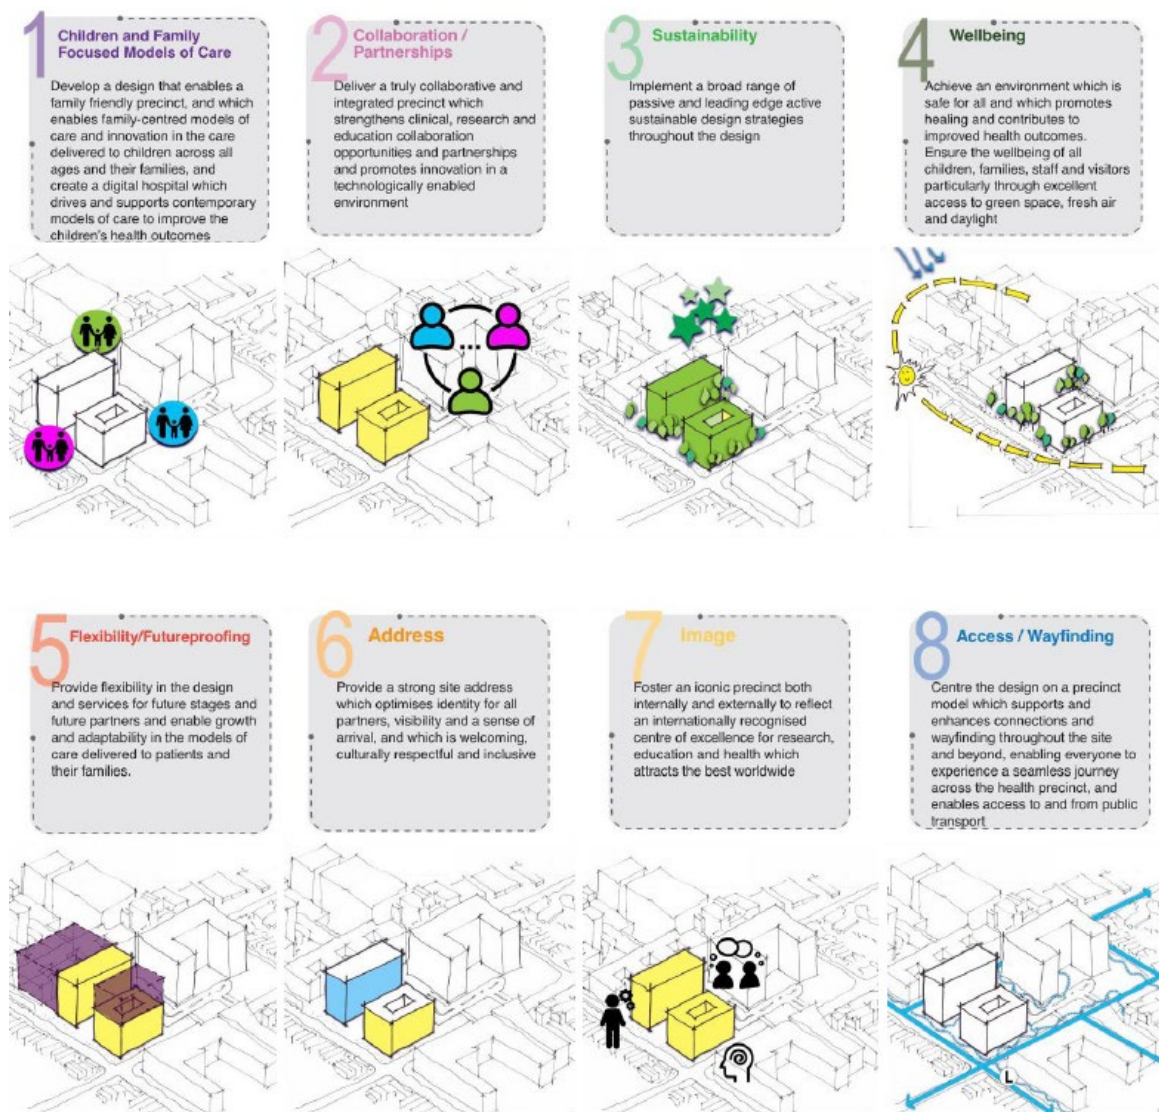 1
Children and Family
Focused Models of Care
Develop a design that enables a
family friendly precinct, and which
enables family-centred models of
care and innovation in the care
delivered to children across all
ages and their families, and
create a digital hospital which
drives and supports contemporary
models of care to improve the
children's health outcomes
2
Collaboration /
Partnerships
Deliver a truly collaborative and
integrated precinct which
strengthens clinical, research and
education collaboration
opportunities and partnerships
and promotes innovation in a
technologically enabled
environment
3
Sustainability
Implement a broad range of
passive and leading edge active
sustainable design strategies
throughout the design
4
Wellbeing
Achieve an environment which is
safe for all and which promotes
healing and contributes to
improved health outcomes.
Ensure the wellbeing of all
children, families, staff and visitors
particularly through excellent
access to green space, fresh air
and daylight
5
Flexibility/Futureproofing
Provide flexibility in the design
and services for future stages and
future partners and enable growth
and adaptability in the models of
care delivered to patients and
their families.
6
Address
Provide a strong site address
which optimises identity for all
partners, visibility and a sense of
arrival, and which is welcoming,
culturally respectful and inclusive
7
Image
Foster an iconic precinct both
internally and externally to reflect
an internationally recognised
centre of excellence for research,
education and health which
attracts the best worldwide
8
Access / Wayfinding
Centre the design on a precinct
model which supports and
enhances connections and
wayfinding throughout the site
and beyond, enabling everyone to
experience a seamless journey
across the health precinct, and
enables access to and from public
transport
L